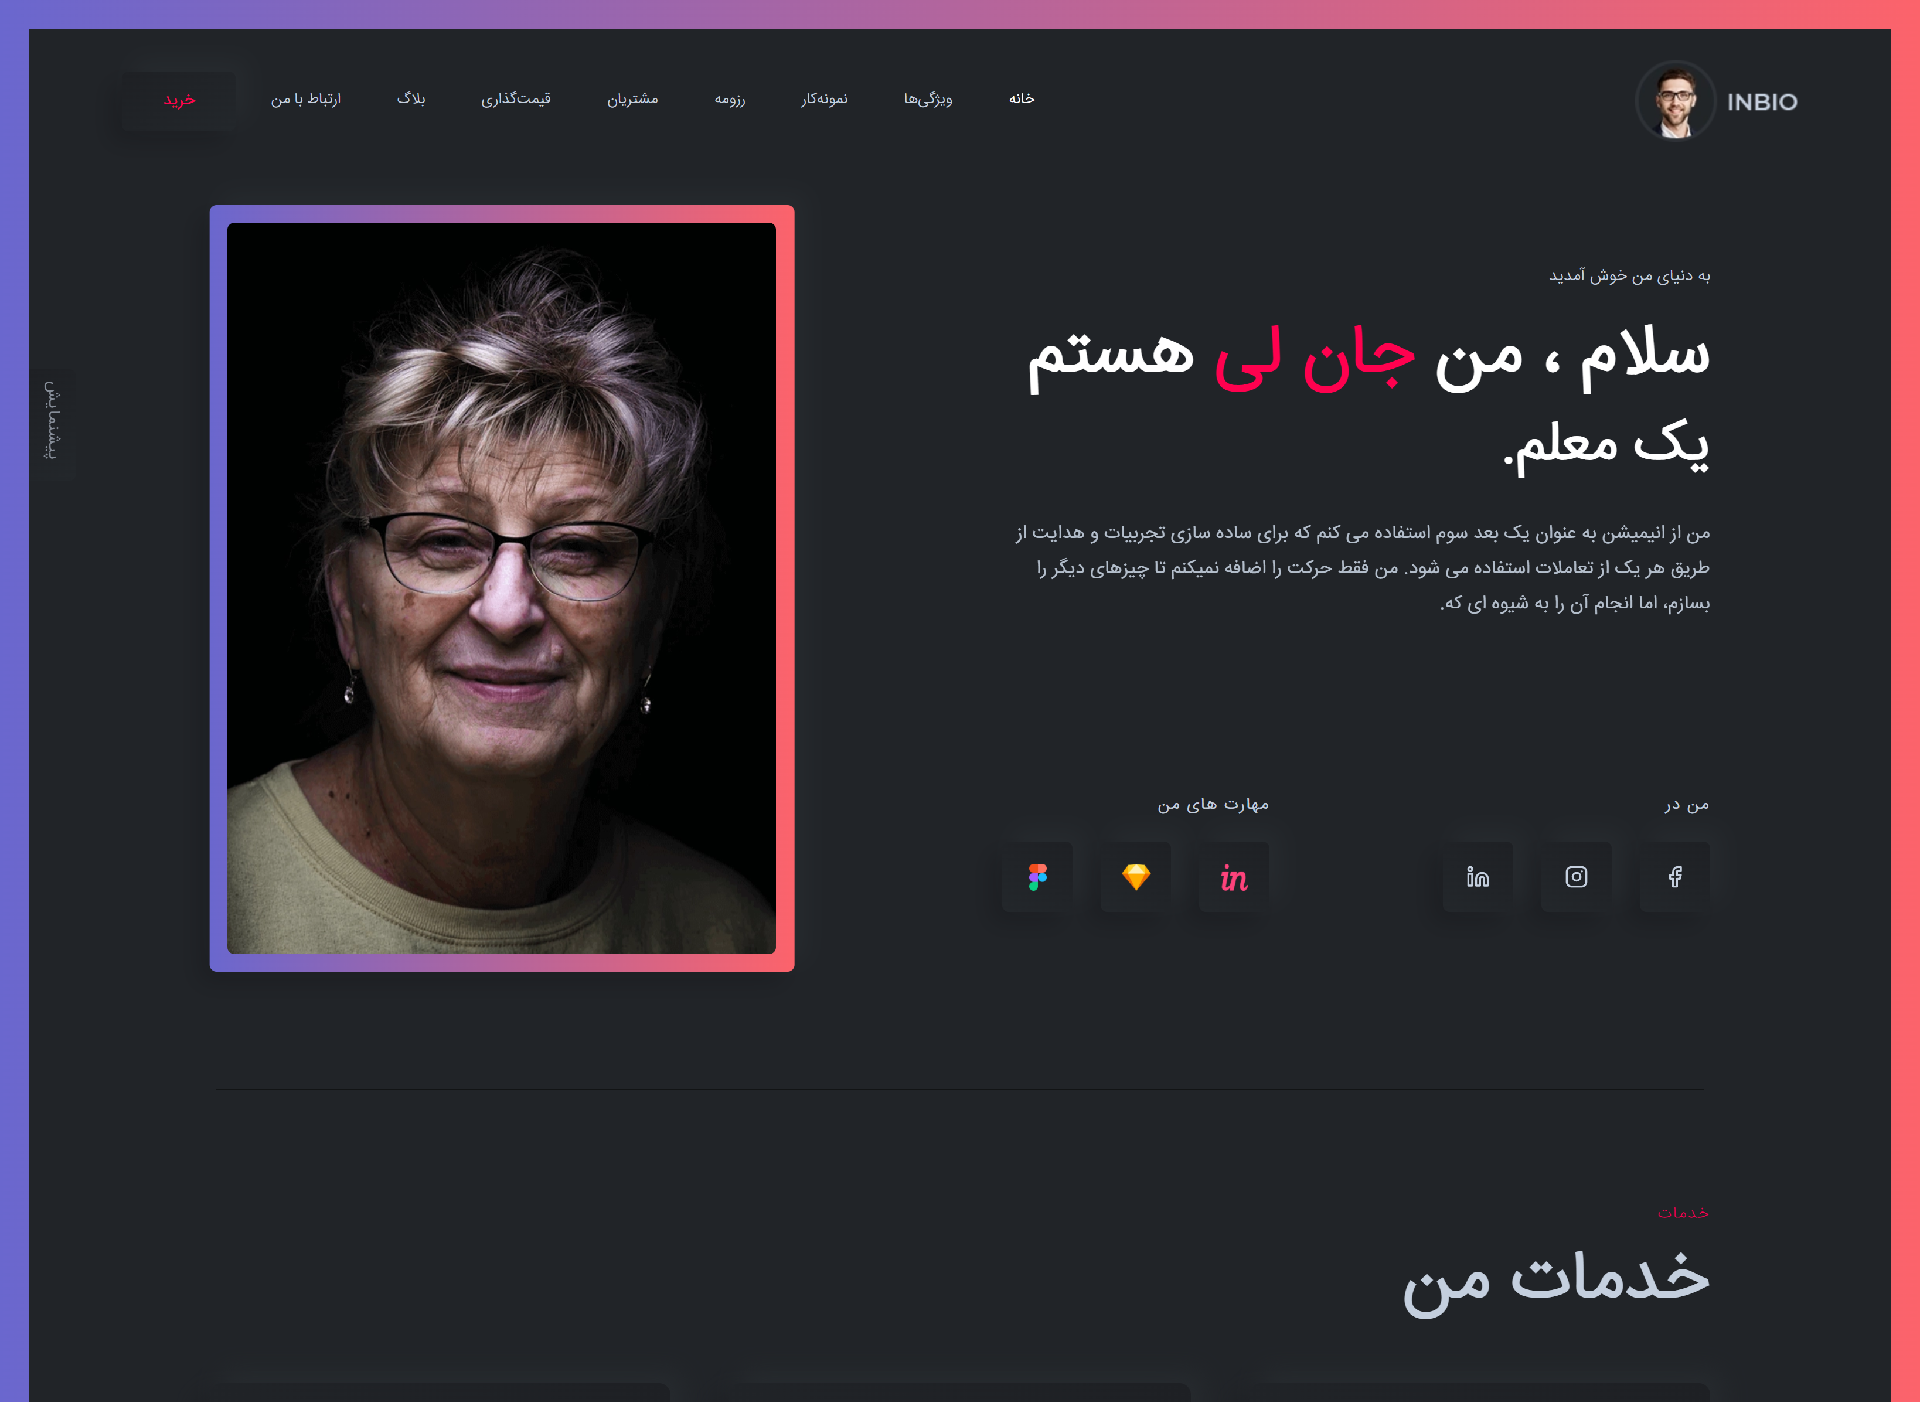 INBIO
خانه
ویژگی‌ها
نمونه‌کار
رزومه
مشتریان
قیمت‌گذاری
بلاگ
ارتباط با من
خرید
به دنیای من خوش آمدید
سلام ، من جان لی هستم
یک معلم.
من از انیمیشن به عنوان یک بعد سوم استفاده می کنم که برای ساده سازی تجربیات و هدایت از
طریق هر یک از تعاملات استفاده می شود. من فقط حرکت را اضافه نمیکنم تا چیزهای دیگر را
بسازم، اما انجام آن را به شیوه ای که.
من در
مهارت های من
in
پیشنمایش
خدمات
خدمات من